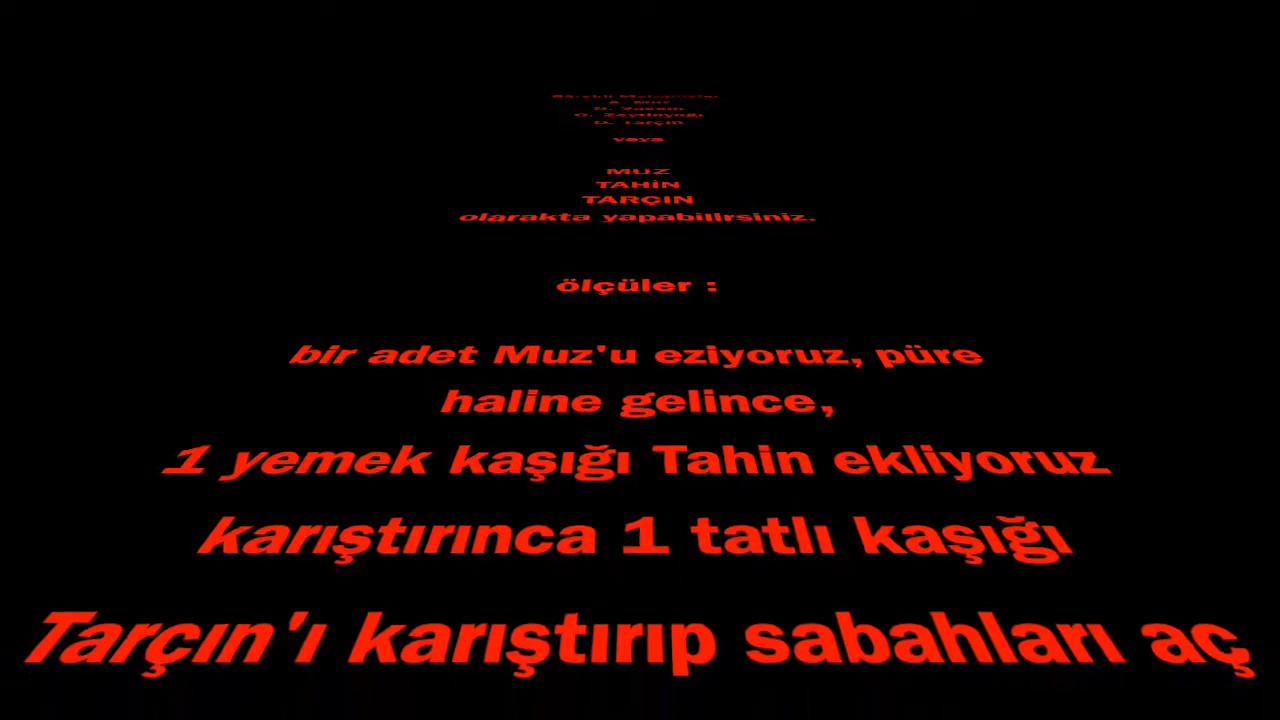 veya
MUZ
TAHİN
TARÇIN
olarakta yapabilirsiniz.
ölçüler :
bir adet Muz'u eziyoruz, püre
haline gelince,
1 yemek kaşığı Tahin ekliyoruz
karıştırınca 1 tatlı kaşığı
Tarçın'ı karıştırıp sabahları aç